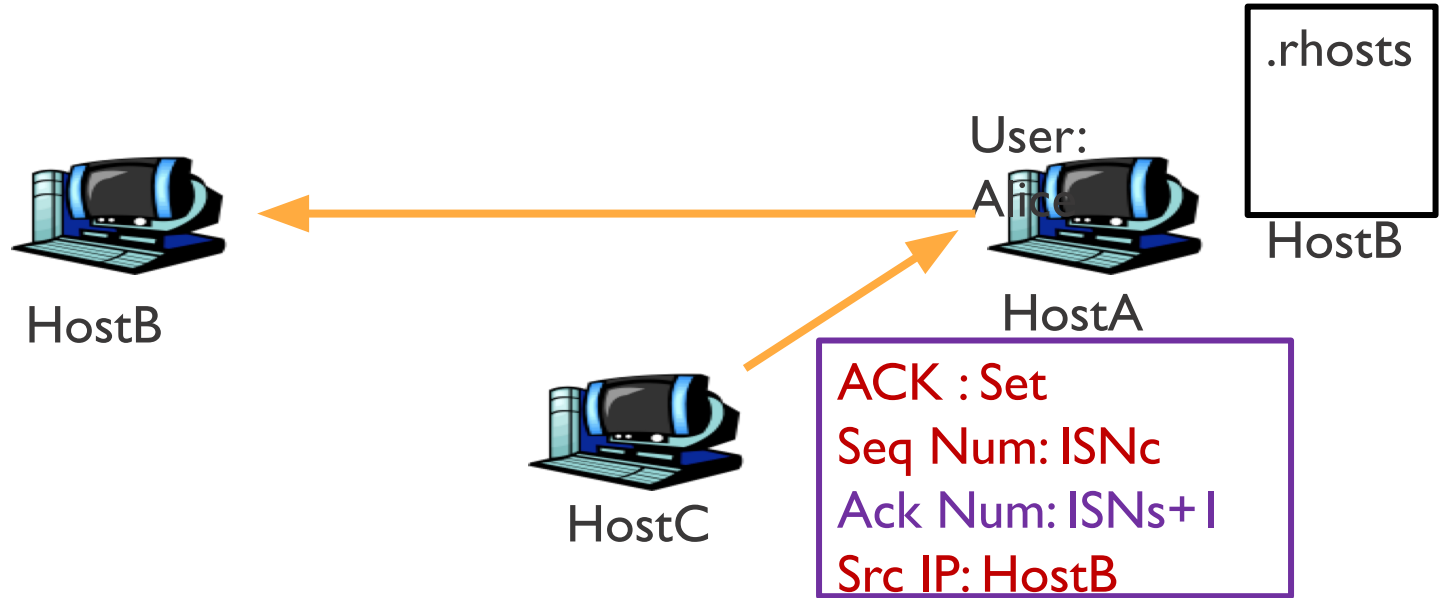 .rhosts
User:
Alice
HostB
HostB
HostA
HostC
ACK : Set
Seq Num: ISNc
Ack Num: ISNs+1
Src IP: HostB